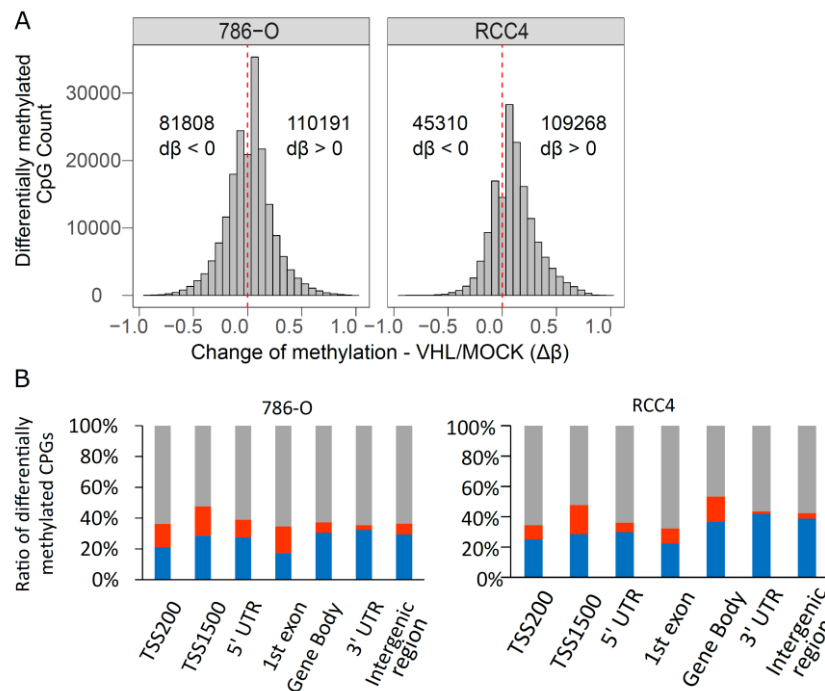 A
786-O
RCC4
Differentially methylated
CpG Count
30000
20000
10000
0
81808
dβ < 0
110191
dβ > 0
45310
dβ < 0
109268
dβ > 0
-1.0 -0.5 0.0 0.5 1.0
-1.0 -0.5 0.0 0.5 1.0
Change of methylation - VHL/MOCK (Δβ)
B
786-O
RCC4
Ratio of differentially
methylated CPGs
100%
80%
60%
40%
20%
0%
TSS200
TSS1500
5' UTR
1st exon
Gene Body
3' UTR
Intergenic
region
100%
80%
60%
40%
20%
0%
TSS200
TSS1500
5' UTR
1st exon
Gene Body
3' UTR
Intergenic
region